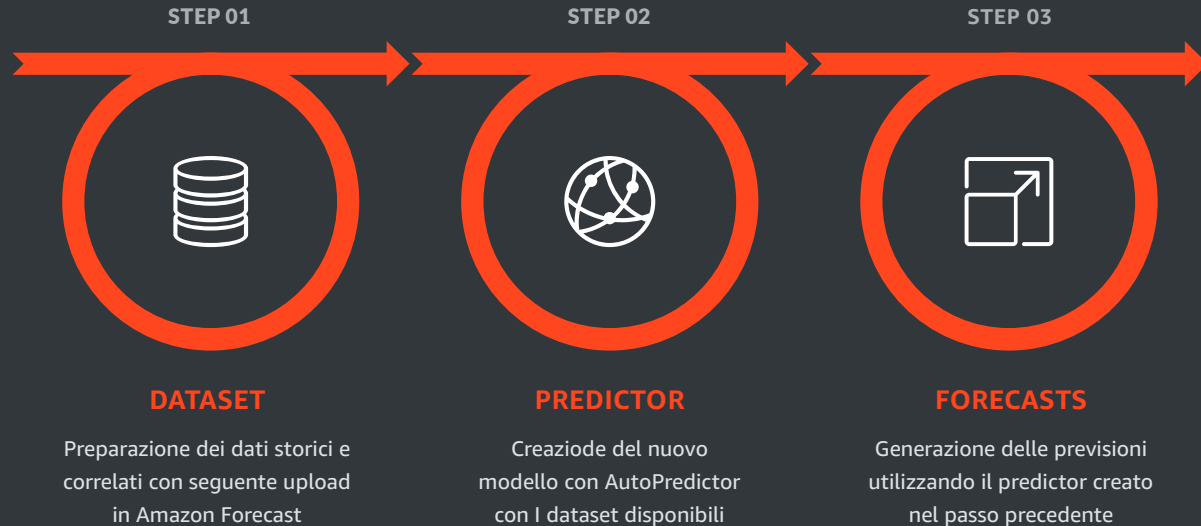 STEP 01
STEP 02
STEP 03
DATASET
Preparazione dei dati storici e
correlati con seguente upload
in Amazon Forecast
PREDICTOR
Creaziode del nuovo
modello con AutoPredictor
con I dataset disponibili
FORECASTS
Generazione delle previsioni
utilizzando il predictor creato
nel passo precedente